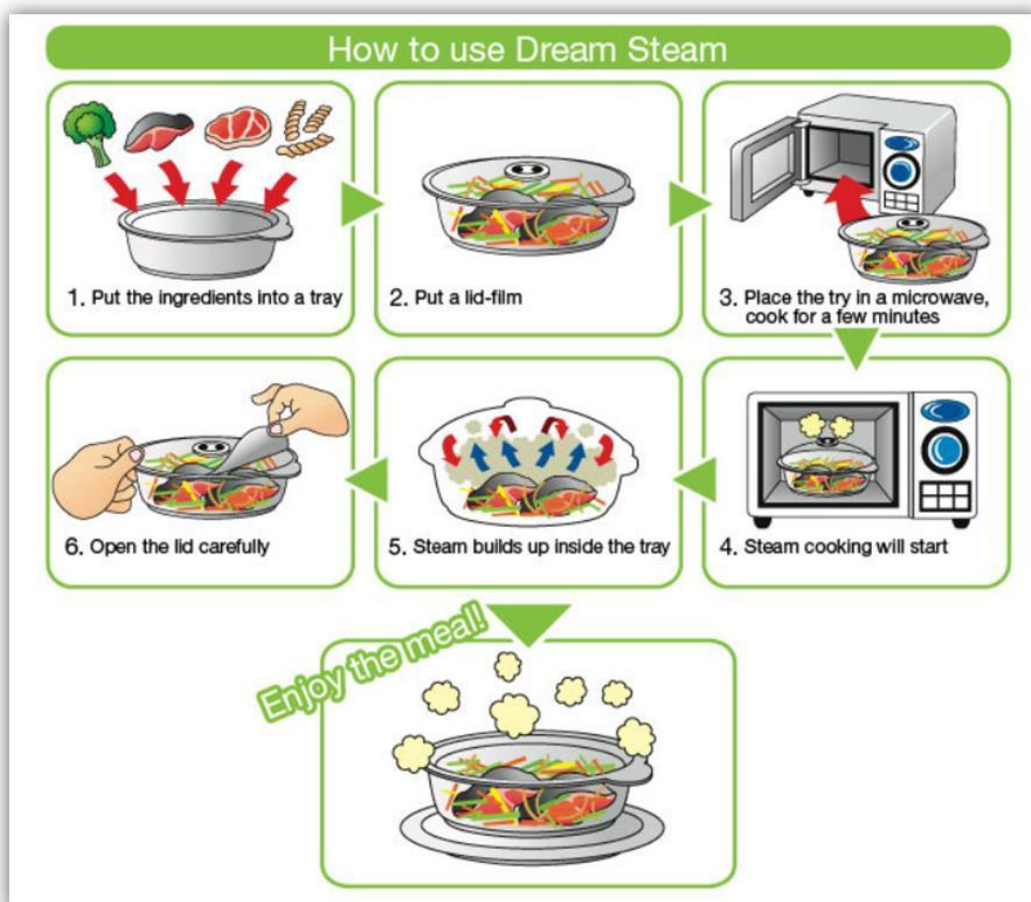 How to use Dream Steam
1. Put the ingredients into a tray
2. Put a lid-film
3. Place the try in a microwave,
cook for a few minutes
4. Steam cooking will start
5. Steam builds up inside the tray
6. Open the lid carefully
Enjoy the meal!